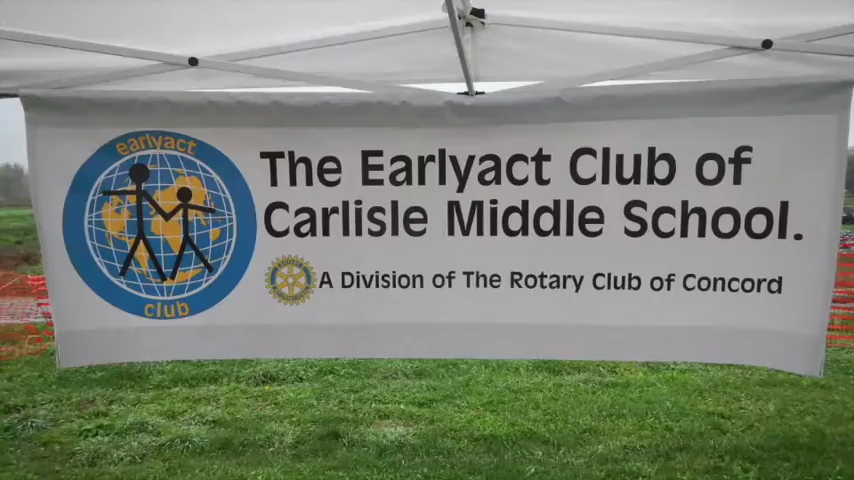 earlyact
club
The Earlyact Club of
Carlisle Middle School.
A Division of The Rotary Club of Concord